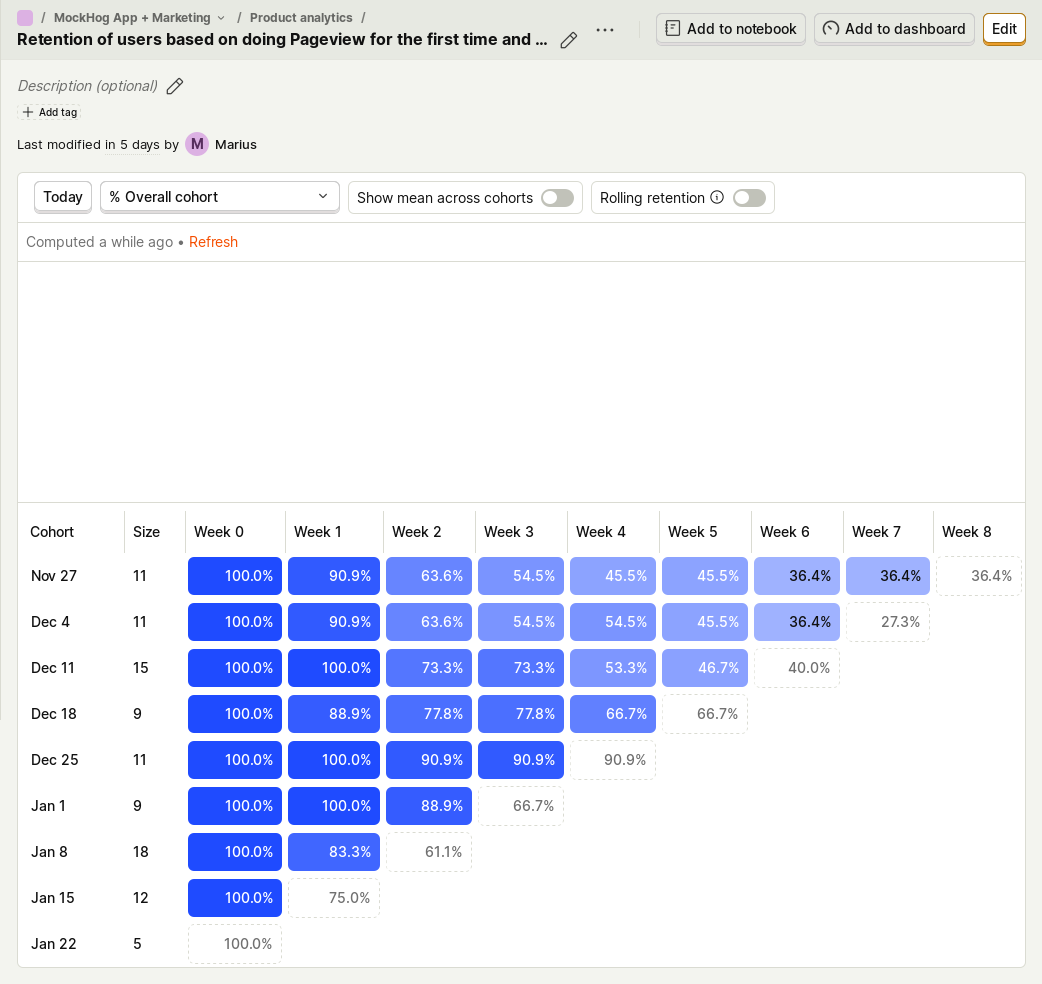 / MockHog App + Marketing / Product analytics /
Retention of users based on doing Pageview for the first time and ...
Add to notebook Add to dashboard Edit
Description (optional)
Add tag
Last modified in 5 days by M Marius
Today % Overall cohort Show mean across cohorts Rolling retention
Computed a while ago • Refresh
Cohort Size Week 0 Week 1 Week 2 Week 3 Week 4 Week 5 Week 6 Week 7 Week 8
Nov 27 11 100.0% 90.9% 63.6% 54.5% 45.5% 45.5% 36.4% 36.4% 36.4%
Dec 4 11 100.0% 90.9% 63.6% 54.5% 54.5% 45.5% 36.4% 27.3%
Dec 11 15 100.0% 100.0% 73.3% 73.3% 53.3% 46.7% 40.0%
Dec 18 9 100.0% 88.9% 77.8% 77.8% 66.7% 66.7%
Dec 25 11 100.0% 100.0% 90.9% 90.9% 90.9%
Jan 1 9 100.0% 100.0% 88.9% 66.7%
Jan 8 18 100.0% 83.3% 61.1%
Jan 15 12 100.0% 75.0%
Jan 22 5 100.0%